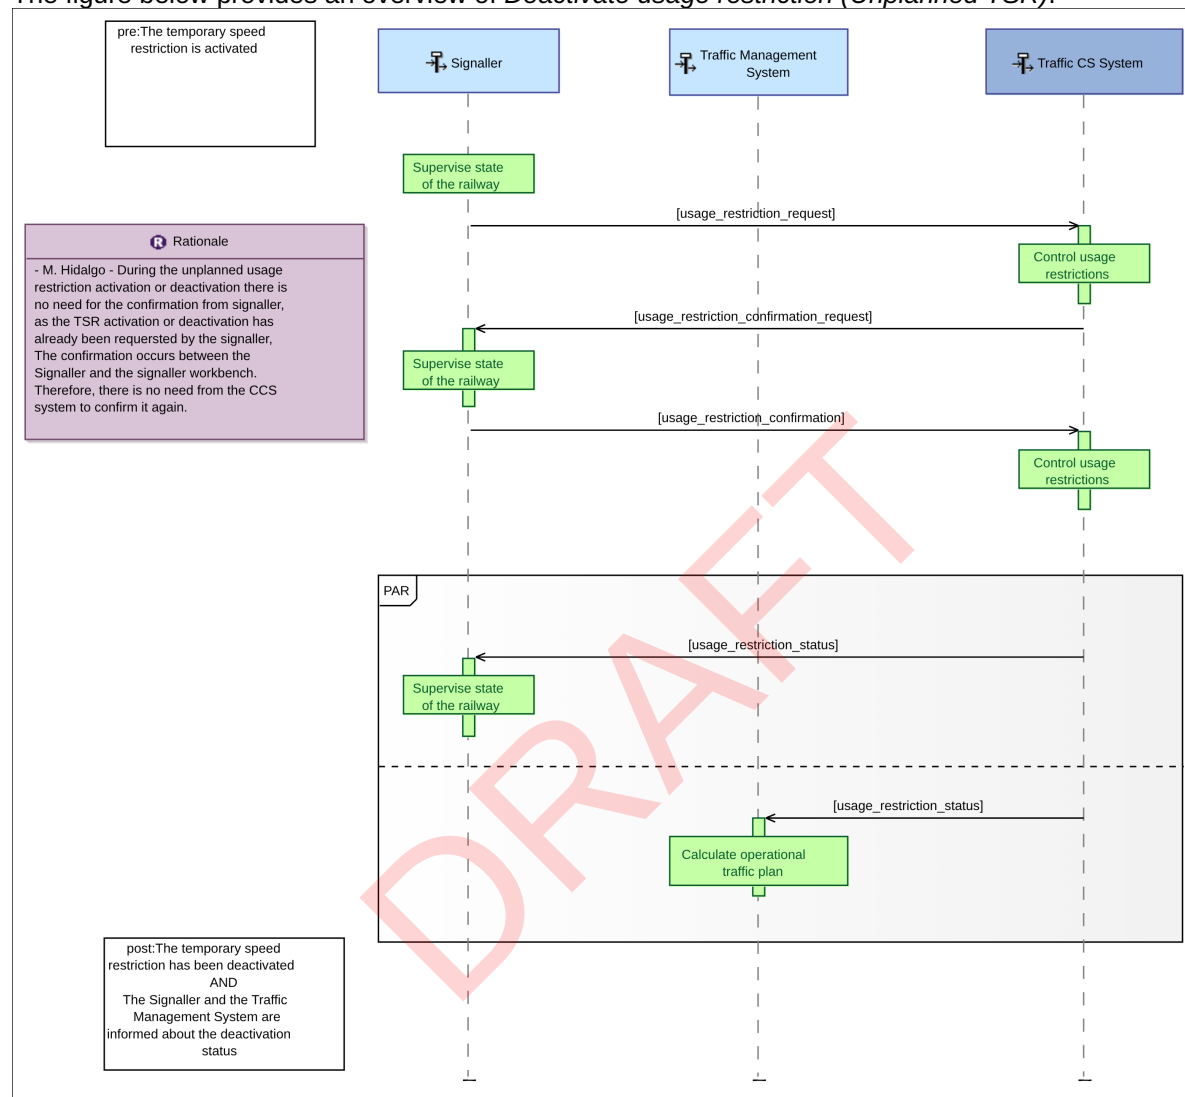 The figure below provides an overview of Deactivate usage restriction (Unplanned TSR).
pre:The temporary speed
restriction is activated
Signaller
Traffic Management
System
Traffic CS System
Supervise state
of the railway
[usage_restriction_request]
Rationale
- M. Hidalgo - During the unplanned usage
restriction activation or deactivation there is
no need for the confirmation from signaller,
as the TSR activation or deactivation has
already been requersted by the signaller,
The confirmation occurs between the
Signaller and the signaller workbench.
Therefore, there is no need from the CCS
system to confirm it again.
Control usage
restrictions
[usage_restriction_confirmation_request]
Supervise state
of the railway
[usage_restriction_confirmation]
Control usage
restrictions
PAR
[usage_restriction_status]
Supervise state
of the railway
[usage_restriction_status]
Calculate operational
traffic plan
post:The temporary speed
restriction has been deactivated
AND
The Signaller and the Traffic
Management System are
informed about the deactivation
status
DRAFT